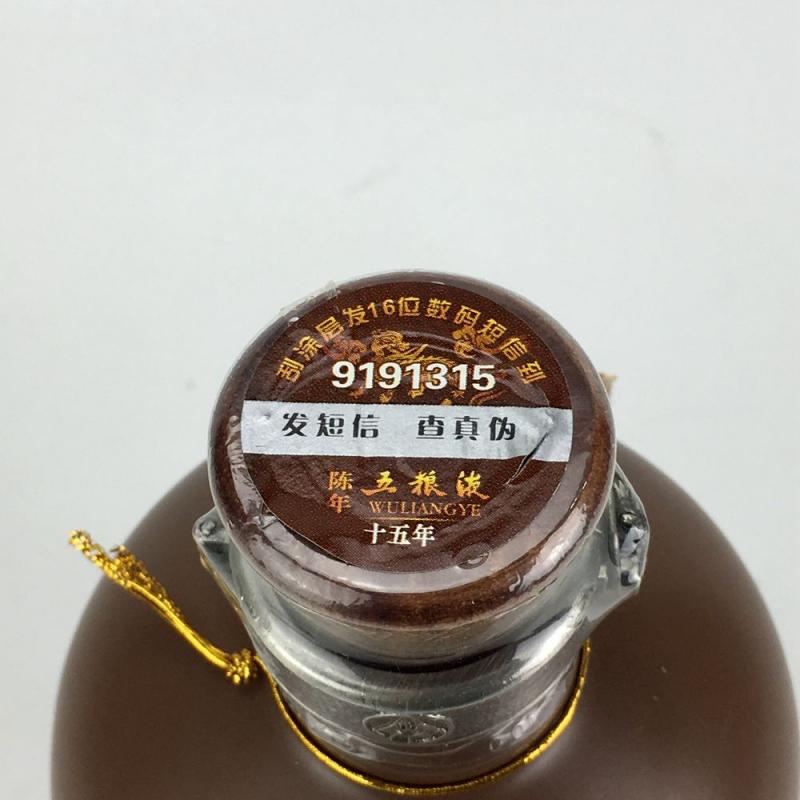 刮涂层发16位数码短信到
9191315
发短信 查真伪
陈年 五粮液
WULIANGYE
十五年